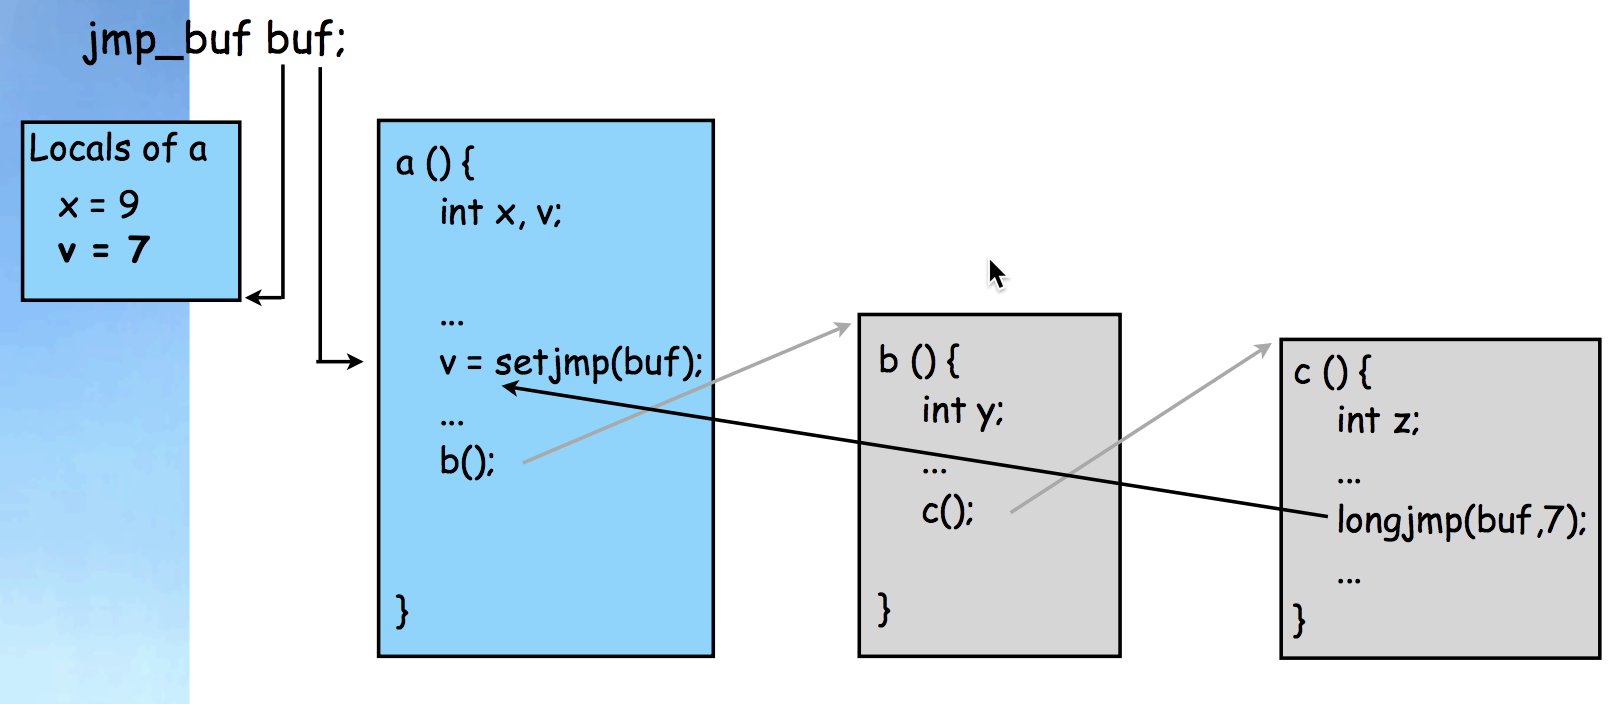 jmp_buf buf;
Locals of a
x = 9
v = 7
a () {
int x, v;
...
v = setjmp(buf);
...
b();
}
b () {
int y;
...
c();
}
c () {
int z;
...
longjmp(buf,7);
...
}